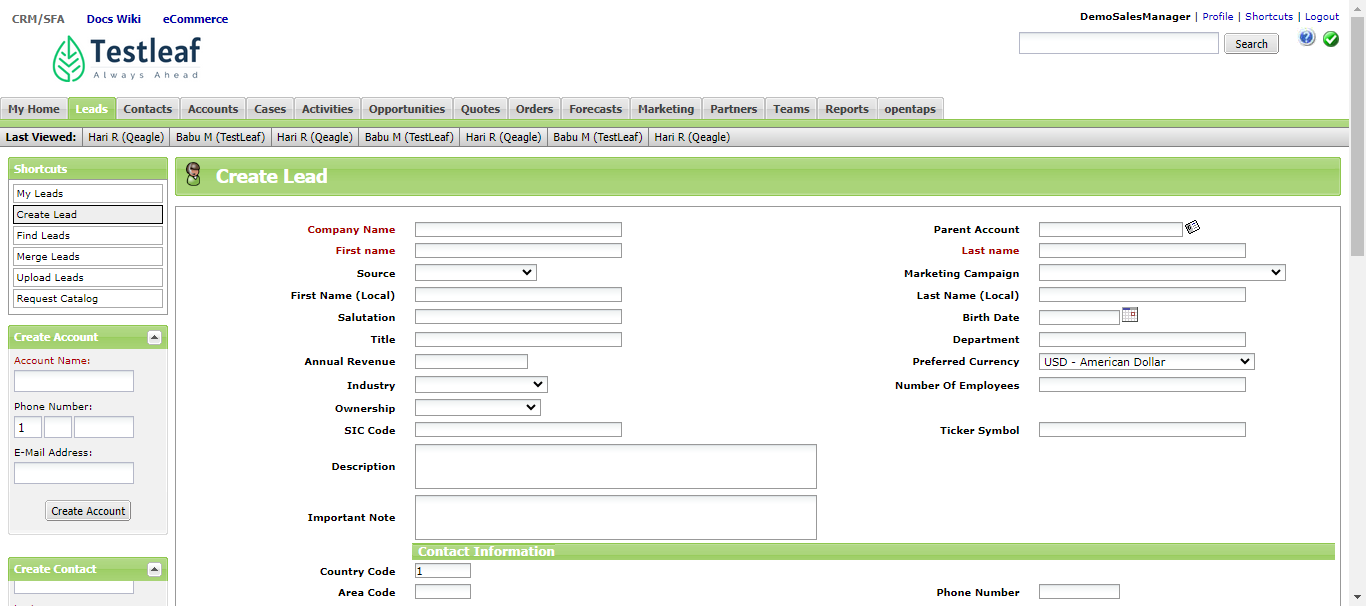 CRM/SFA Docs Wiki eCommerce
DemoSalesManager | Profile | Shortcuts | Logout
Testleaf
Always Ahead
Search
My Home Leads Contacts Accounts Cases Activities Opportunities Quotes Orders Forecasts Marketing Partners Teams Reports opentaps
Last Viewed: Hari R (Qeagle) Babu M (TestLeaf) Hari R (Qeagle) Babu M (TestLeaf) Hari R (Qeagle) Babu M (TestLeaf) Hari R (Qeagle)
Shortcuts
My Leads
Create Lead
Find Leads
Merge Leads
Upload Leads
Request Catalog
Create Account
Account Name:
Phone Number:
1
E-Mail Address:
Create Account
Create Contact
Create Lead
Company Name Parent Account
First name Last name
Source Marketing Campaign
First Name (Local) Last Name (Local)
Salutation Birth Date
Title Department
Annual Revenue Preferred Currency USD - American Dollar
Industry Number Of Employees
Ownership
SIC Code Ticker Symbol
Description
Important Note
Contact Information
Country Code 1
Area Code Phone Number